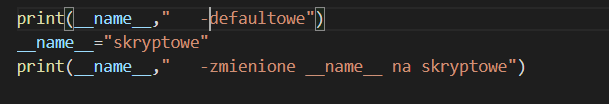 print(__name__,"   -defaultowe")
__name__="skryptowe"
print(__name__,"   -zmienione __name__ na skryptowe")